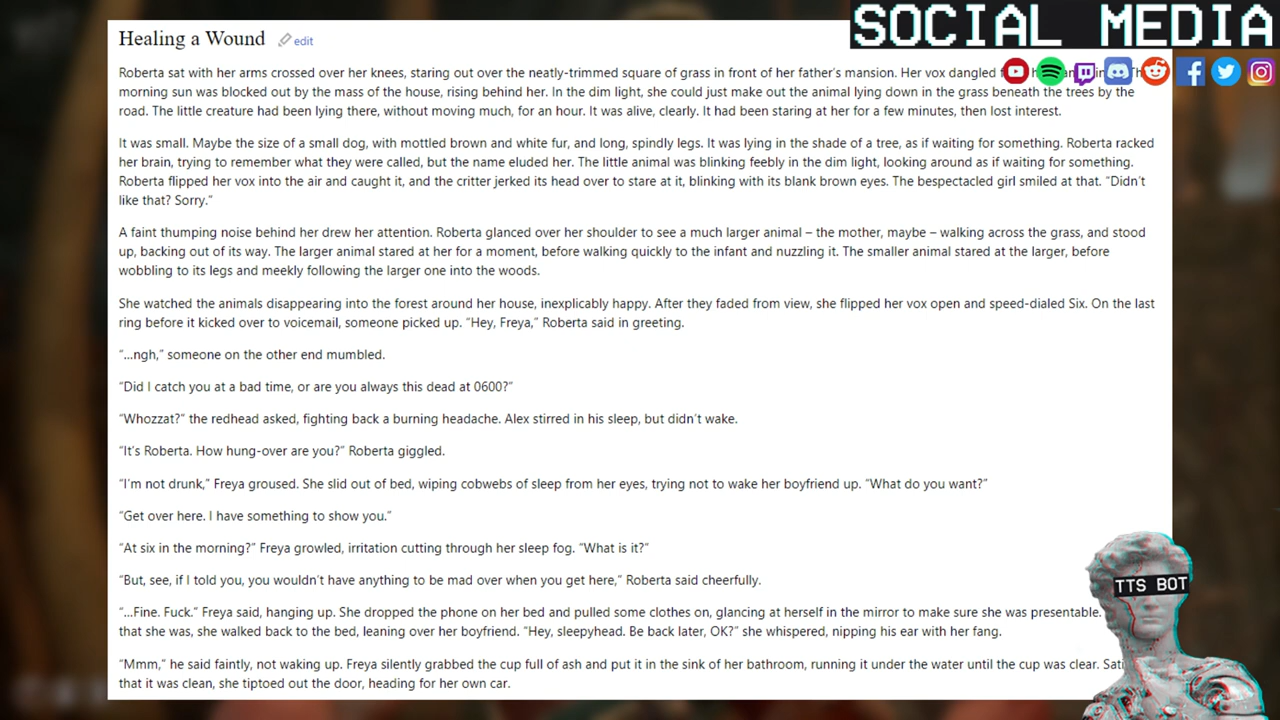 SOCIAL MEDIA
Healing a Wound edit
Roberta sat with her arms crossed over her knees, staring out over the neatly-trimmed square of grass in front of her father’s mansion. Her vox dangled
morning sun was blocked out by the mass of the house, rising behind her. In the dim light, she could just make out the animal lying down in the grass beneath the trees by the
road. The little creature had been lying there, without moving much, for an hour. It was alive, clearly. It had been staring at her for a few minutes, then lost interest.
It was small. Maybe the size of a small dog, with mottled brown and white fur, and long, spindly legs. It was lying in the shade of a tree, as if waiting for something. Roberta racked
her brain, trying to remember what they were called, but the name eluded her. The little animal was blinking feebly in the dim light, looking around as if waiting for something.
Roberta flipped her vox into the air and caught it, and the critter jerked its head over to stare at it, blinking with its blank brown eyes. The bespectacled girl smiled at that. “Didn’t
like that? Sorry.”
A faint thumping noise behind her drew her attention. Roberta glanced over her shoulder to see a much larger animal – the mother, maybe – walking across the grass, and stood
up, backing out of its way. The larger animal stared at her for a moment, before walking quickly to the infant and nuzzling it. The smaller animal stared at the larger, before
wobbling to its legs and meekly following the larger one into the woods.
She watched the animals disappearing into the forest around her house, inexplicably happy. After they faded from view, she flipped her vox open and speed-dialed Six. On the last
ring before it kicked over to voicemail, someone picked up. “Hey, Freya,” Roberta said in greeting.
“…ngh,” someone on the other end mumbled.
“Did I catch you at a bad time, or are you always this dead at 0600?”
“Whozzat?” the redhead asked, fighting back a burning headache. Alex stirred in his sleep, but didn’t wake.
“It’s Roberta. How hung-over are you?” Roberta giggled.
“I’m not drunk,” Freya groused. She slid out of bed, wiping cobwebs of sleep from her eyes, trying not to wake her boyfriend up. “What do you want?”
“Get over here. I have something to show you.”
“At six in the morning?” Freya growled, irritation cutting through her sleep fog. “What is it?”
“But, see, if I told you, you wouldn’t have anything to be mad over when you get here,” Roberta said cheerfully.
“…Fine. Fuck.” Freya said, hanging up. She dropped the phone on her bed and pulled some clothes on, glancing at herself in the mirror to make sure she was presentable.
that she was, she walked back to the bed, leaning over her boyfriend. “Hey, sleepyhead. Be back later, OK?” she whispered, nipping his ear with her fang.
“Mmm,” he said faintly, not waking up. Freya silently grabbed the cup full of ash and put it in the sink of her bathroom, running it under the water until the cup was clear.
that it was clean, she tiptoed out the door, heading for her own car.
TTS BOT